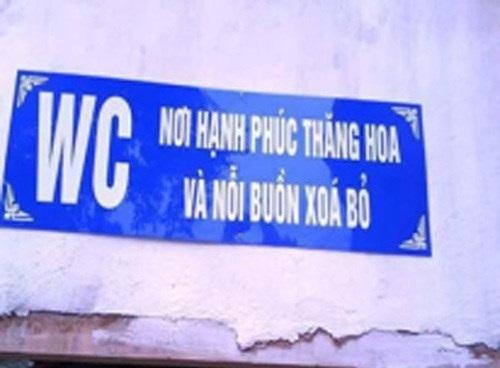 WC
NƠI HẠNH PHÚC THĂNG HOA
VÀ NỖI BUỒN XOÁ BỎ